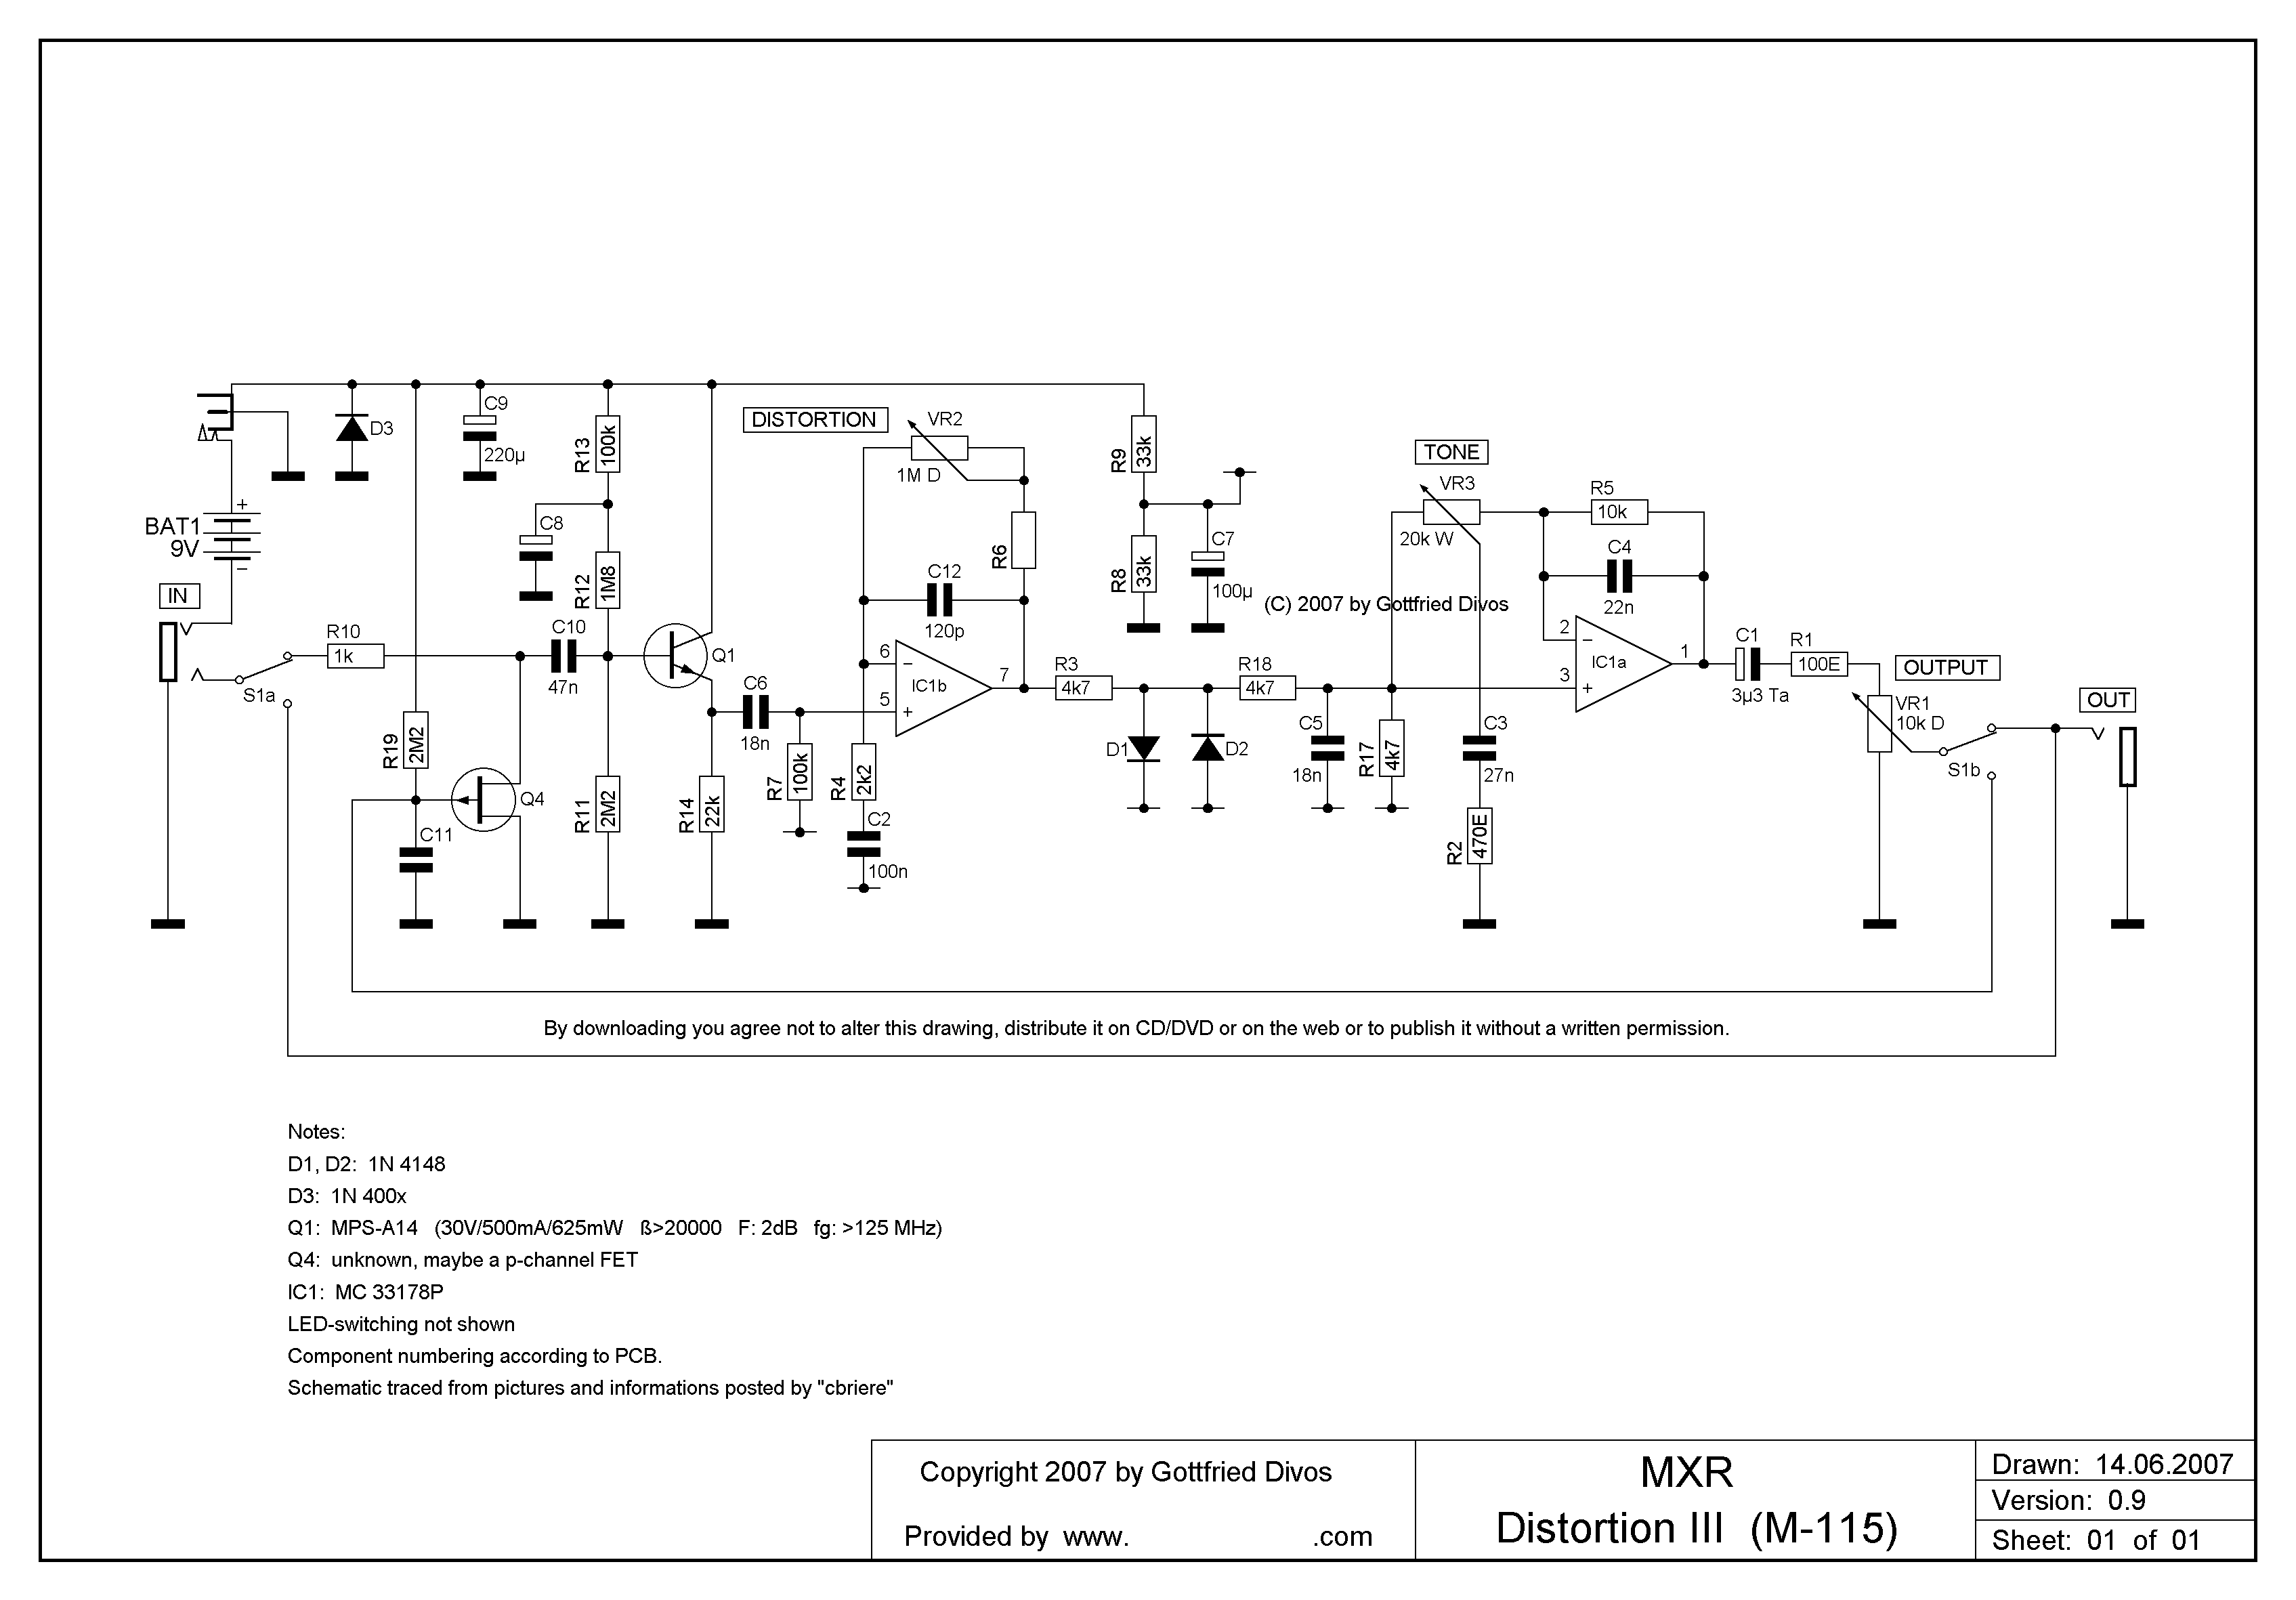 C9
DISTORTION
VR2
D3
R13
100k
220µ
R9
33k
TONE
1M D
VR3
R5
10k
+
BAT1
9V
−
C8
20k W
C7
C4
R6
R8
33k
IN
R12
1M8
C12
100µ
(C) 2007 by Gottfried Divos
22n
120p
R10
1k
C10
Q1
2
−
IC1a
1
C1
R1
100E
OUTPUT
6
−
7
R3
4k7
R18
4k7
3
+
47n
C6
IC1b
5
+
3µ3 Ta
S1a
VR1
10k D
OUT
18n
C5
C3
R19
2M2
D1
D2
R17
4k7
18n
27n
S1b
R7
100k
R4
2k2
Q4
R11
2M2
R14
22k
C11
C2
R2
470E
100n
By downloading you agree not to alter this drawing, distribute it on CD/DVD or on the web or to publish it without a written permission.
Notes:
D1, D2: 1N 4148
D3: 1N 400x
Q1: MPS-A14 (30V/500mA/625mW ß>20000 F: 2dB fg: >125 MHz)
Q4: unknown, maybe a p-channel FET
IC1: MC 33178P
LED-switching not shown
Component numbering according to PCB.
Schematic traced from pictures and informations posted by "cbriere"
Copyright 2007 by Gottfried Divos
Provided by www. .com
MXR
Distortion III (M-115)
Drawn: 14.06.2007
Version: 0.9
Sheet: 01 of 01